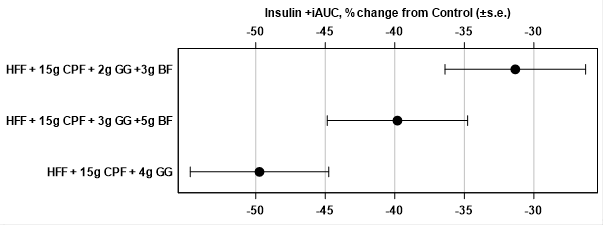 Insulin +iAUC, % change from Control (±s.e.)
-50 -45 -40 -35 -30
HFF + 15g CPF + 2g GG +3g BF
HFF + 15g CPF + 3g GG +5g BF
HFF + 15g CPF + 4g GG
-50 -45 -40 -35 -30